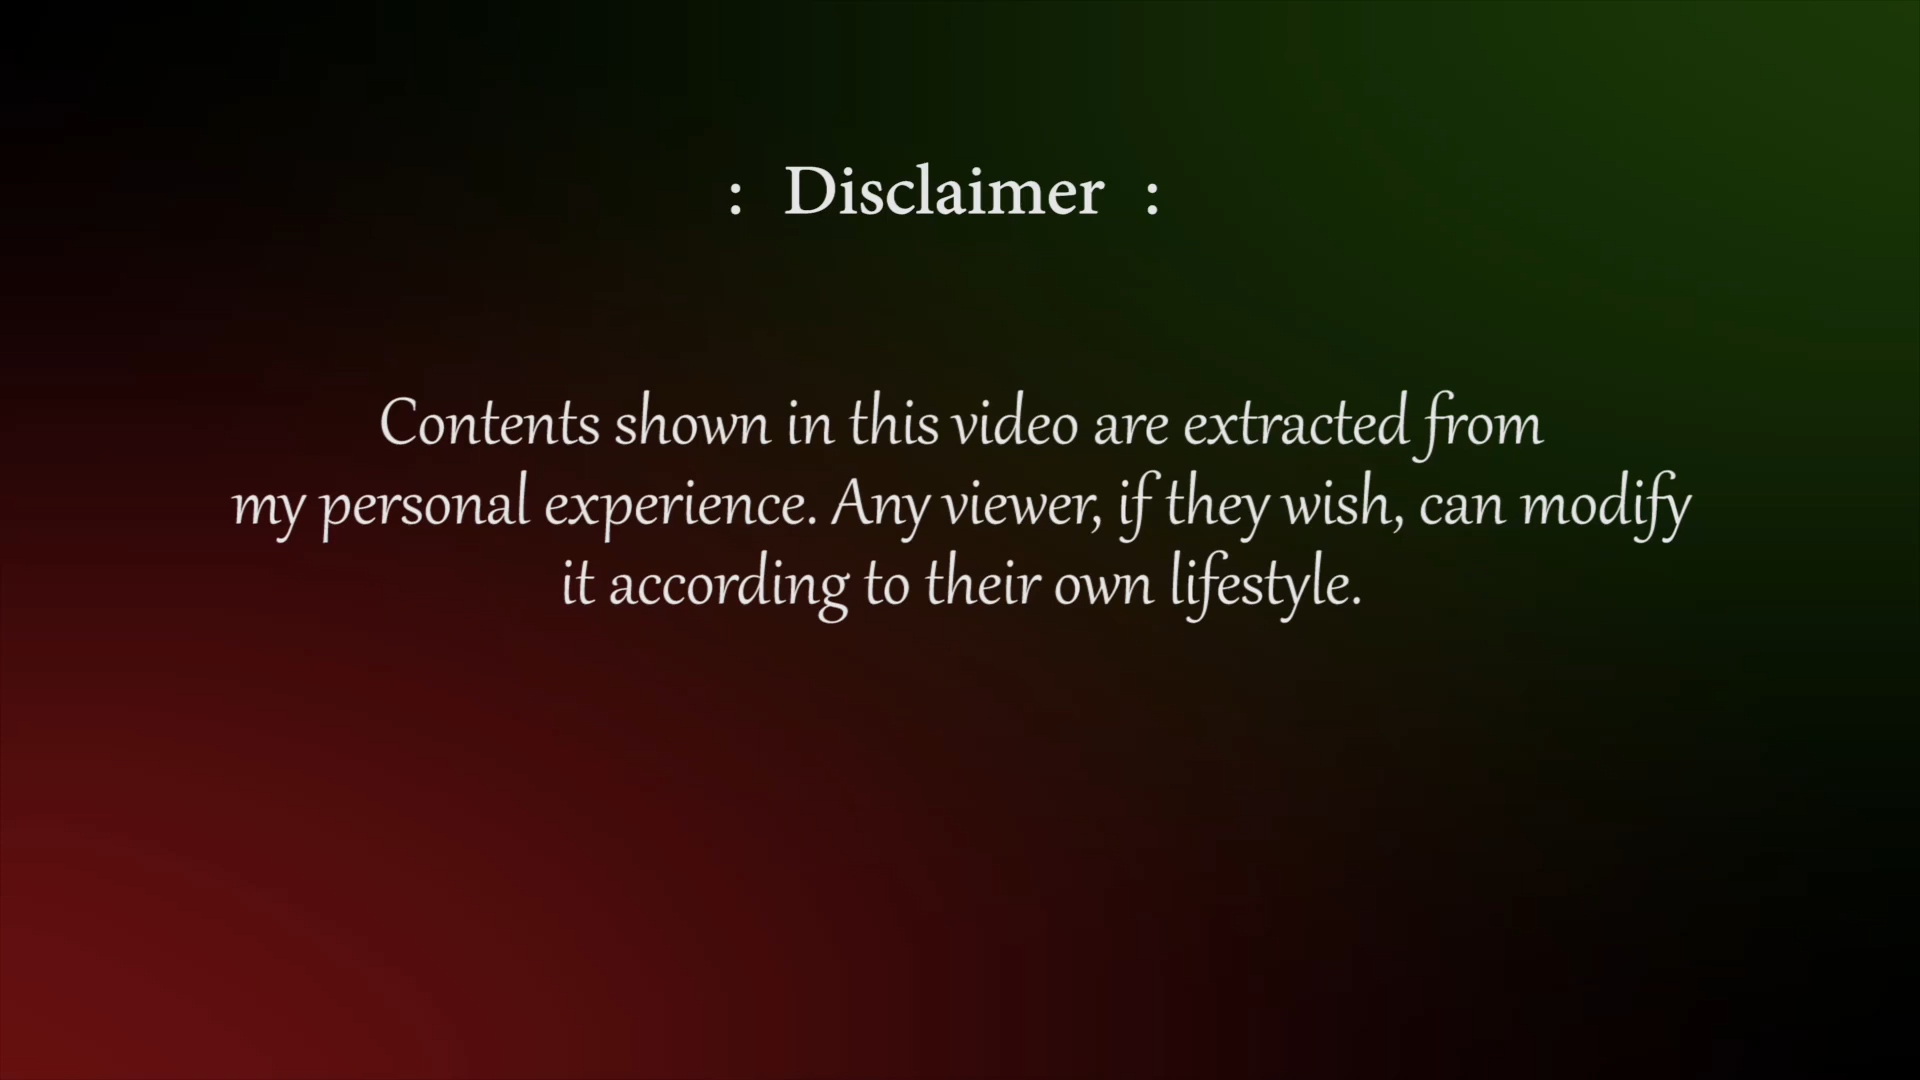 : Disclaimer :
Contents shown in this video are extracted from
my personal experience. Any viewer, if they wish, can modify
it according to their own lifestyle.